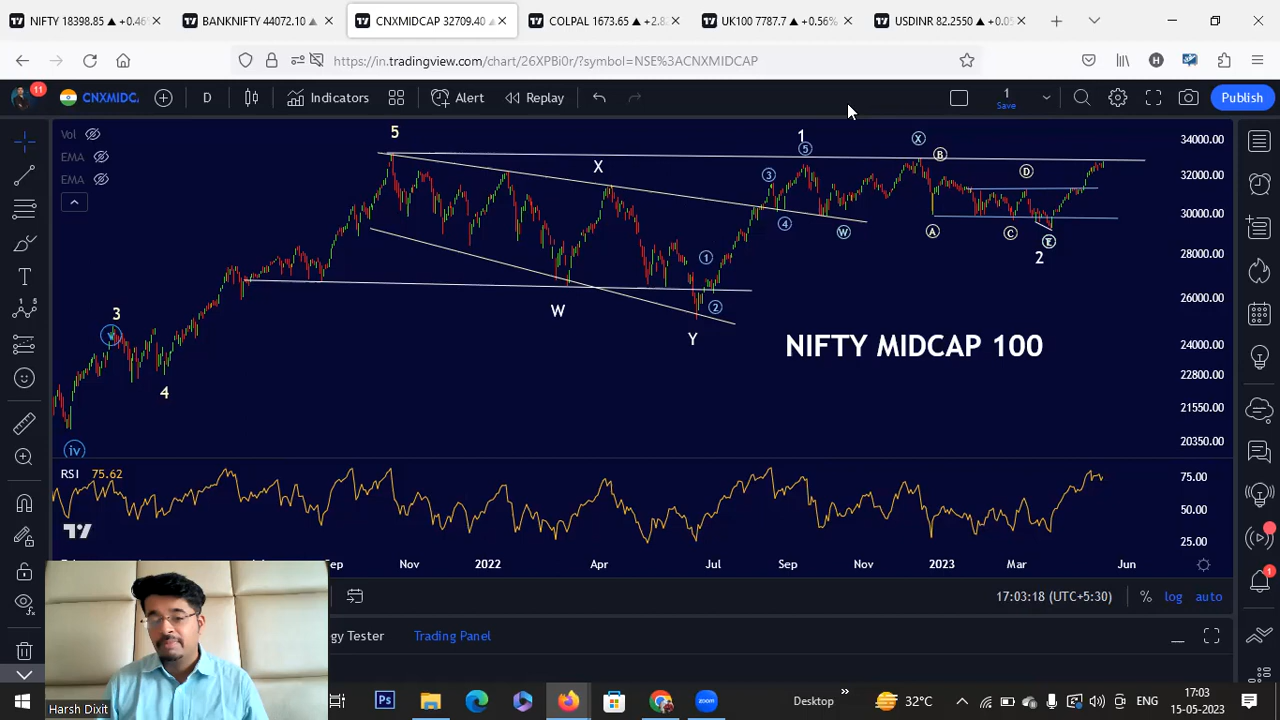 NIFTY 18398.85 ▲ +0.46
BANKNIFTY 44072.10 ▲
CNXMIDCAP 32709.40 ▲
COLPAL 1673.65 ▲ +2.8
UK100 7787.7 ▲ +0.56%
USDINR 82.2550 ▲ +0.0
https://in.tradingview.com/chart/26XPBi0r/?symbol=NSE%3ACNXMIDCAP
11
CNXMIDC
D
Indicators
Alert
Replay
1
Save
Publish
Vol
EMA
EMA
5
X
1
5
X
B
3
D
4
W
A
C
E
2
1
2
3
v
4
iv
W
Y
NIFTY MIDCAP 100
34000.00
32000.00
30000.00
28000.00
26000.00
24000.00
22800.00
21550.00
20350.00
RSI 75.62
75.00
50.00
25.00
Sep
Nov
2022
Apr
Jul
Sep
Nov
2023
Mar
Jun
17:03:18 (UTC+5:30)
%
log
auto
gy Tester
Trading Panel
1
Harsh Dixit
Ps
Desktop
32°C
ENG
17:03
15-05-2023